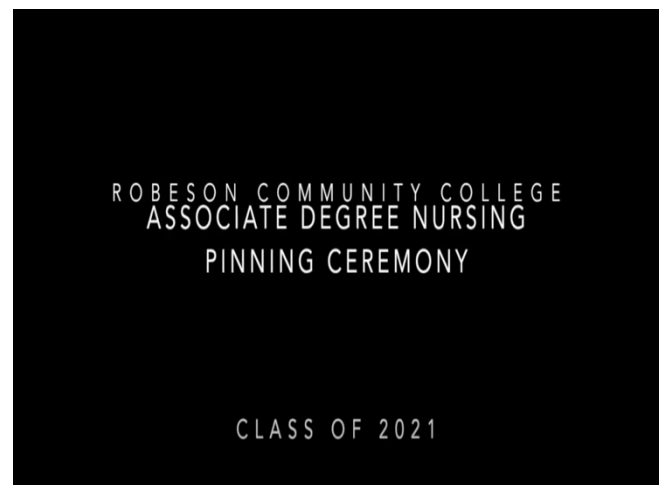 ROBESON COMMUNITY COLLEGE
ASSOCIATE DEGREE NURSING
PINNING CEREMONY
CLASS OF 2021